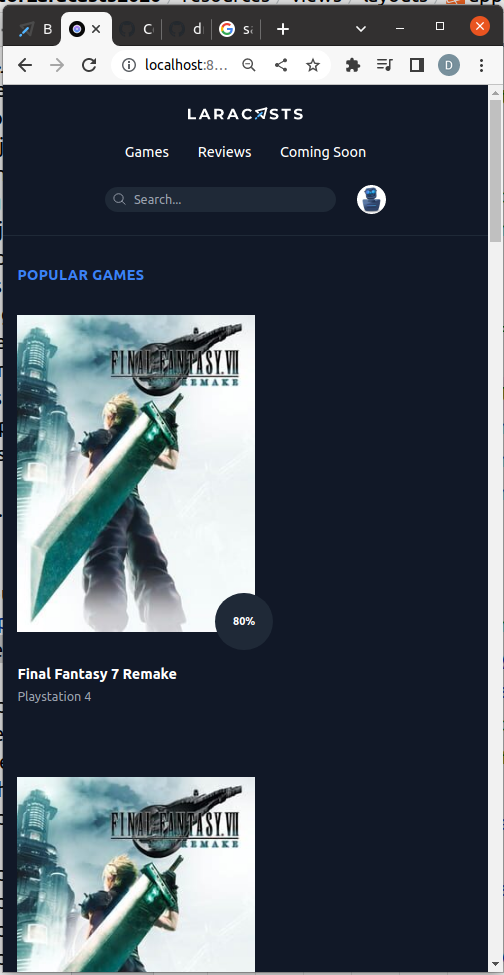 B
C
d
localhost:8…
D
LARACASTS
Games Reviews Coming Soon
Search...
POPULAR GAMES
FINAL FANTASY VII
REMAKE
80%
Final Fantasy 7 Remake
Playstation 4
FINAL FANTASY VII
REMAKE